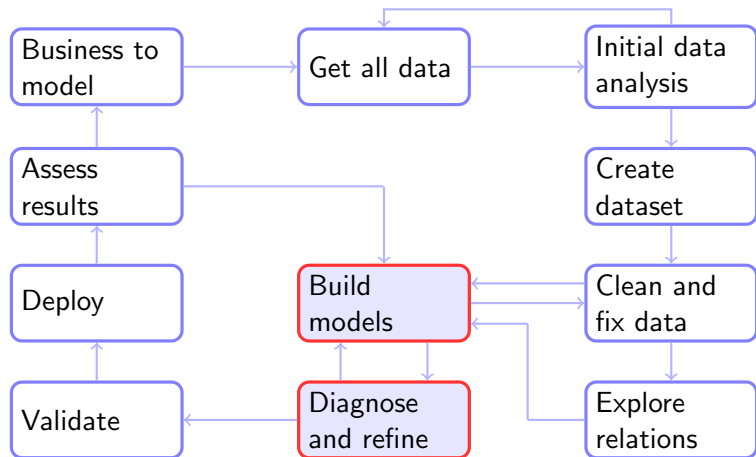 Business to
model
Get all data
Initial data
analysis
Assess
results
Create
dataset
Deploy
Build
models
Clean and
fix data
Validate
Diagnose
and refine
Explore
relations